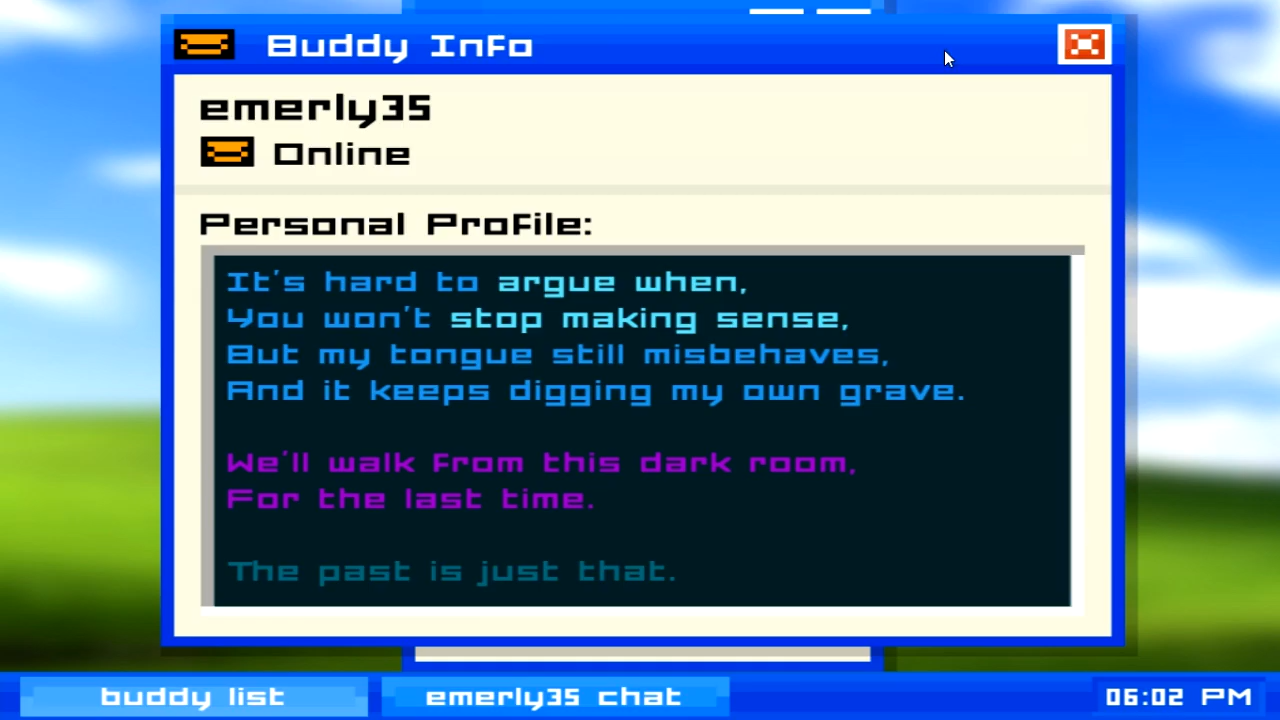 Buddy Info
emerly35
Online
Personal Profile:
It's hard to argue when,
You won't stop making sense,
But my tongue still misbehaves,
And it keeps digging my own grave.
We'll walk from this dark room,
For the last time.
The past is just that.
buddy list
emerly35 chat
06:02 PM